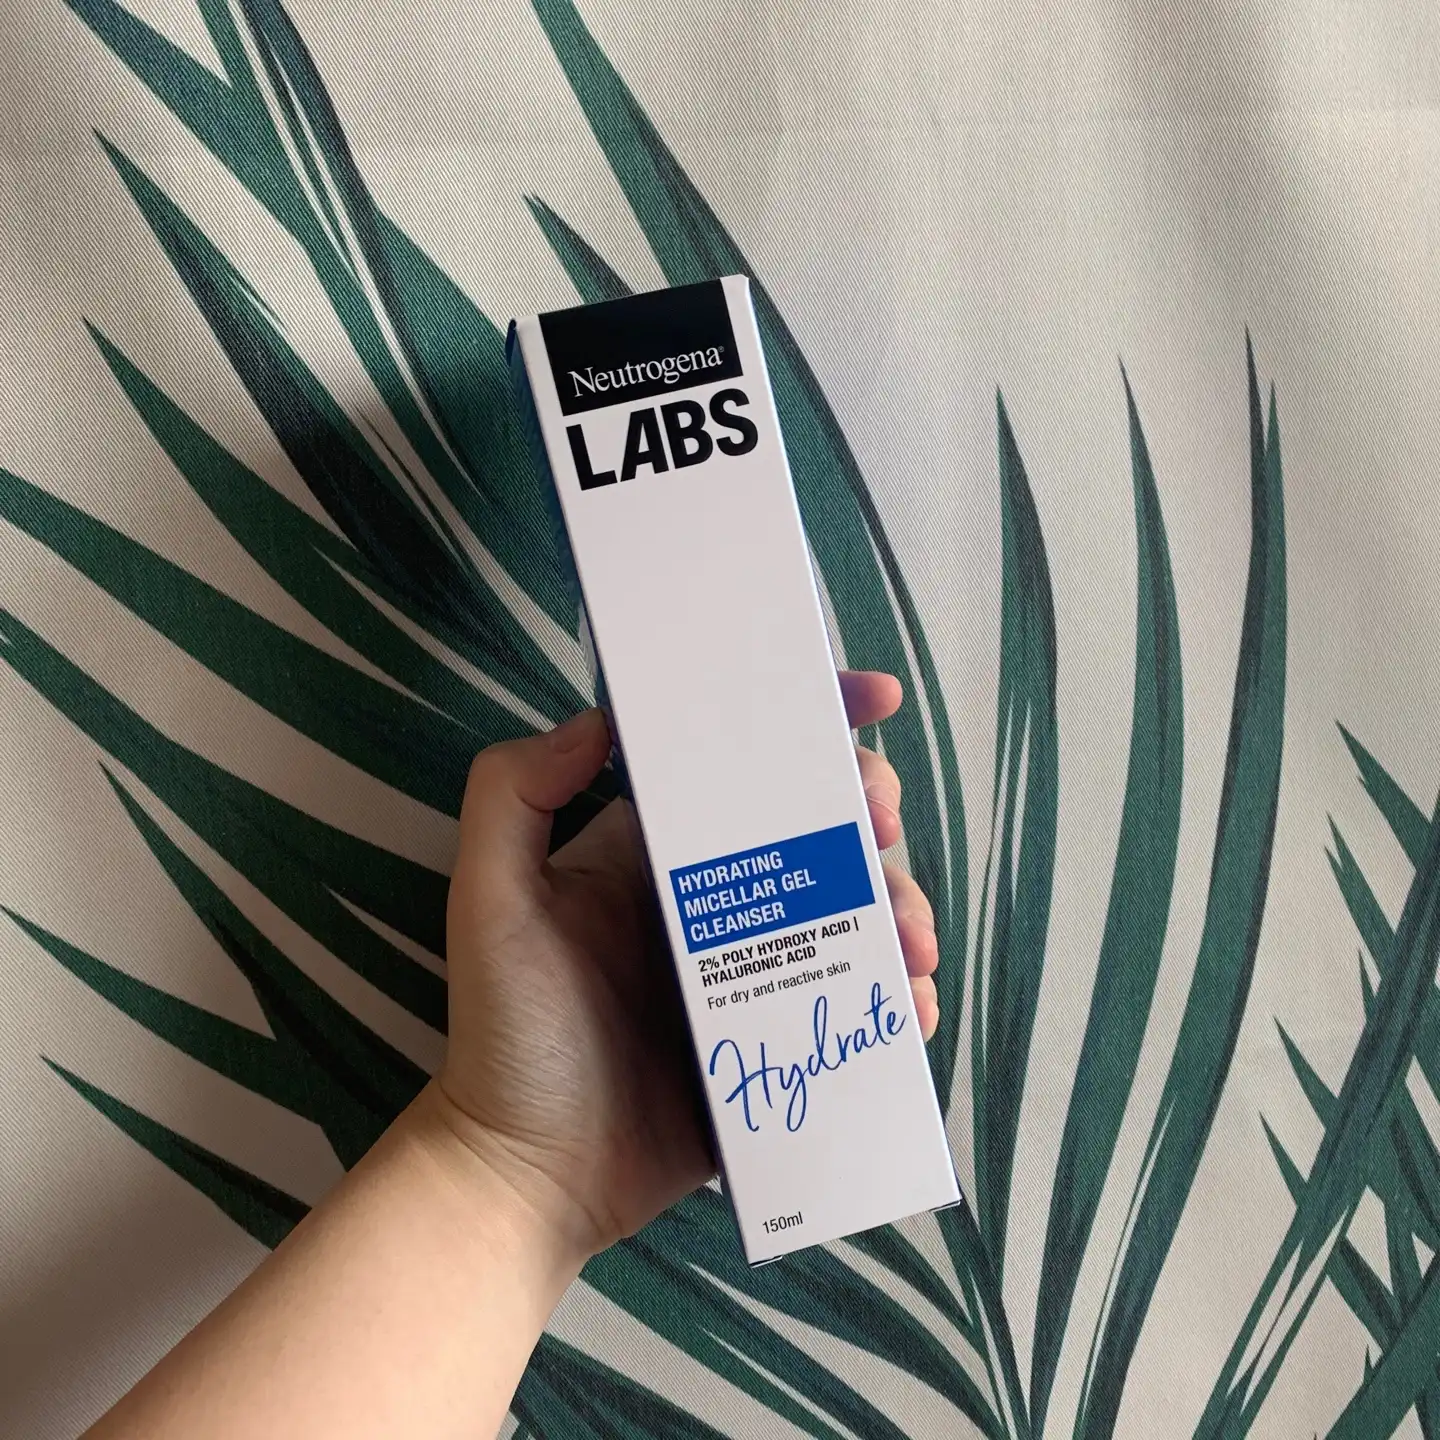 Neutrogena®
LABS
HYDRATING
MICELLAR GEL
CLEANSER
2% POLY HYDROXY ACID |
HYALURONIC ACID
For dry and reactive skin
Hydrate
150ml